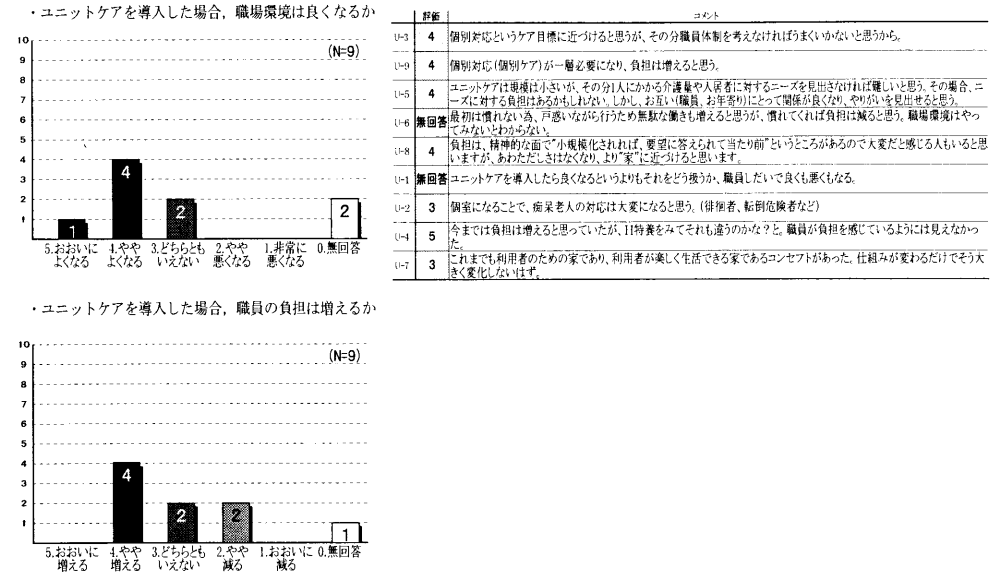 ・ユニットケアを導入した場合，職場環境は良くなるか
(N=9)
10
9
8
7
6
5
4
3
2
1
1
4
2
2
5.おおいに
よくなる
4.やや
よくなる
3.どちらとも
いえない
2.やや
悪くなる
1.非常に
悪くなる
0.無回答
評価 コメント
U-3 4 個別対応というケア目標に近づけると思うが、その分職員体制を考えなければうまくいかないと思うから。
U-9 4 個別対応(個別ケア)が一層必要になり、負担は増えると思う。
U-5 4 ユニットケアは規模は小さいが、その分1人にかかる介護量や入居者に対するニーズを見出さなければ難しいと思う。その場合、ニ
ーズに対する負担はあるかもしれない。しかし、お互い(職員、お年寄り)にとって関係が良くなり、やりがいを見出せると思う。
U-6 無回答 最初は慣れない為、戸惑いながら行うため無駄な働きも増えると思うが、慣れてくれば負担は減ると思う。職場環境はやっ
てみないとわからない。
U-8 4 負担は、精神的な面で"小規模化されれば、要望に答えられて当たり前"というところがあるので大変だと感じる人もいると思
いますが、あわただしさはなくなり、より"家"に近づけると思います。
U-1 無回答 ユニットケアを導入したら良くなるというよりもそれをどう扱うか、職員しだいで良くも悪くもなる。
U-2 3 個室になることで、痴呆老人の対応は大変になると思う。(徘徊者、転倒危険者など)
U-4 5 今までは負担は増えると思っていたが、H特養をみてそれも違うのかな？と。職員が負担を感じているようには見えなかっ
た。
U-7 3 これまでも利用者のための家であり、利用者が楽しく生活できる家であるコンセプトがあった。仕組みが変わるだけでそう大
きく変化しないはず。
・ユニットケアを導入した場合，職員の負担は増えるか
(N=9)
10
9
8
7
6
5
4
3
2
1
4
2
2
1
5.おおいに
増える
4.やや
増える
3.どちらとも
いえない
2.やや
減る
1.おおいに
減る
0.無回答